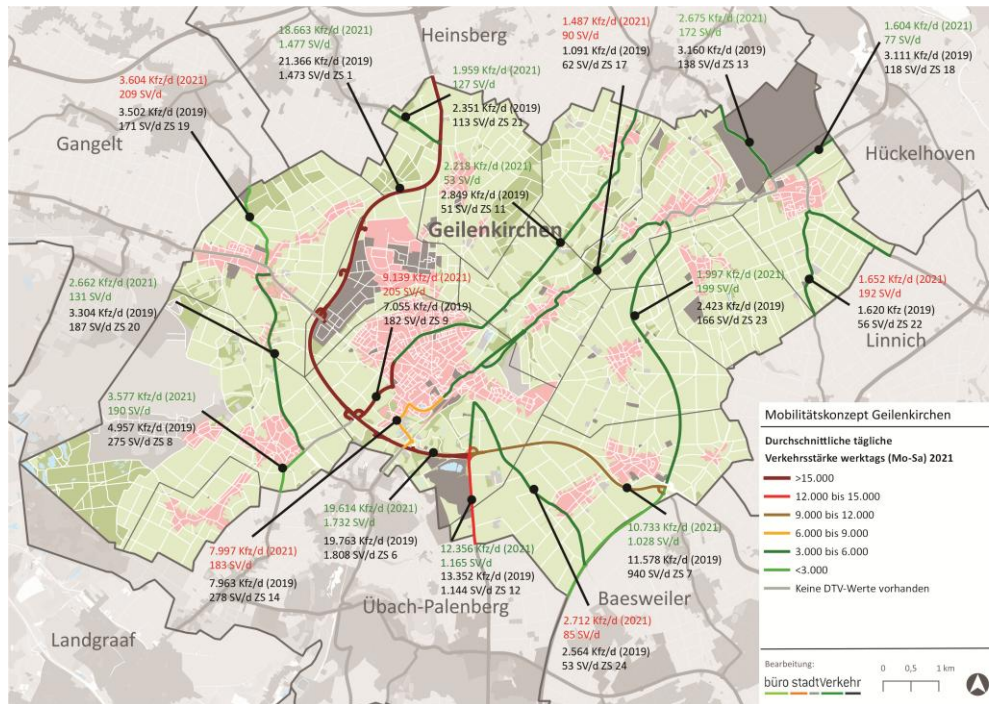 18.663 Kfz/d (2021)
1.477 SV/d
21.366 Kfz/d (2019)
1.473 SV/d ZS 1
Heinsberg
1.487 Kfz/d (2021)
90 SV/d
1.091 Kfz/d (2019)
62 SV/d ZS 17
2.675 Kfz/d (2021)
172 SV/d
3.160 Kfz/d (2019)
138 SV/d ZS 13
1.604 Kfz/d (2021)
77 SV/d
3.111 Kfz/d (2019)
118 SV/d ZS 18
3.604 Kfz/d (2021)
209 SV/d
3.502 Kfz/d (2019)
171 SV/d ZS 19
1.959 Kfz/d (2021)
127 SV/d
2.351 Kfz/d (2019)
113 SV/d ZS 21
Gangelt
Hückelhoven
2.218 Kfz/d (2021)
53 SV/d
2.849 Kfz/d (2019)
51 SV/d ZS 11
Geilenkirchen
2.662 Kfz/d (2021)
131 SV/d
3.304 Kfz/d (2019)
187 SV/d ZS 20
9.139 Kfz/d (2021)
205 SV/d
7.055 Kfz/d (2019)
182 SV/d ZS 9
1.997 Kfz/d (2021)
199 SV/d
2.423 Kfz/d (2019)
166 SV/d ZS 23
1.652 Kfz/d (2021)
192 SV/d
1.620 Kfz (2019)
56 SV/d ZS 22
Linnich
3.577 Kfz/d (2021)
190 SV/d
4.957 Kfz/d (2019)
275 SV/d ZS 8
7.997 Kfz/d (2021)
183 SV/d
7.963 Kfz/d (2019)
278 SV/d ZS 14
19.614 Kfz/d (2021)
1.732 SV/d
19.763 Kfz/d (2019)
1.808 SV/d ZS 6
12.356 Kfz/d (2021)
1.165 SV/d
13.352 Kfz/d (2019)
1.144 SV/d ZS 12
10.733 Kfz/d (2021)
1.028 SV/d
11.578 Kfz/d (2019)
940 SV/d ZS 7
Übach-Palenberg
Baesweiler
2.712 Kfz/d (2021)
85 SV/d
2.564 Kfz/d (2019)
53 SV/d ZS 24
Landgraaf
Mobilitätskonzept Geilenkirchen
Durchschnittliche tägliche
Verkehrsstärke werktags (Mo-Sa) 2021
>15.000
12.000 bis 15.000
9.000 bis 12.000
6.000 bis 9.000
3.000 bis 6.000
<3.000
Keine DTV-Werte vorhanden
Bearbeitung:
büro stadtVerkehr
0 0,5 1 km